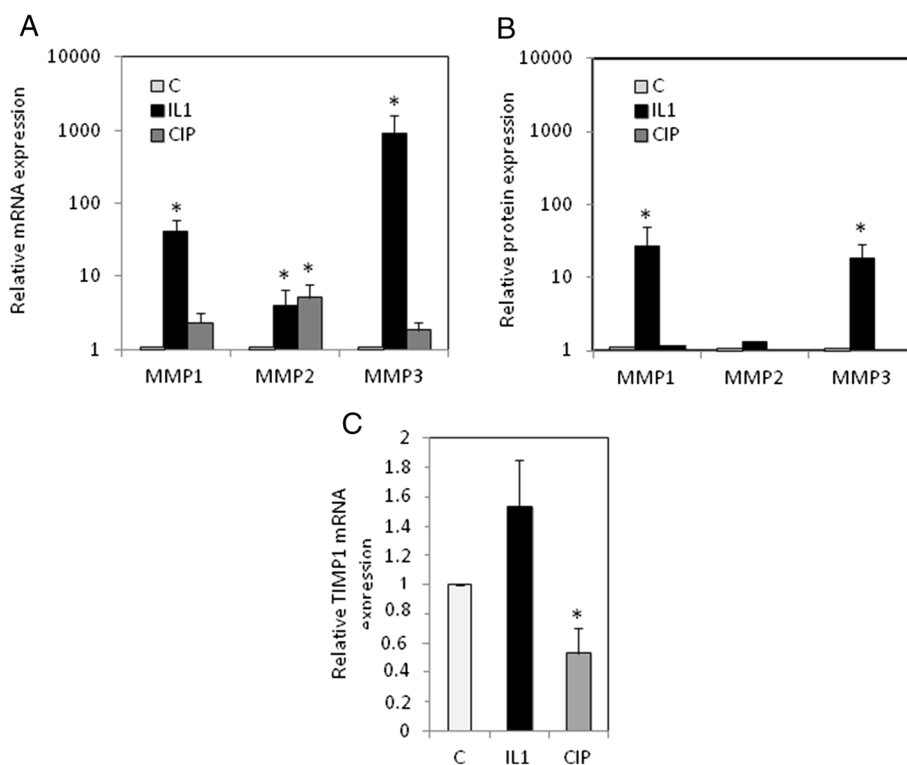 A
Relative mRNA expression
10000
1000
100
10
1
C
IL1
CIP
*
* *
*
MMP1 MMP2 MMP3
B
Relative protein expression
10000
1000
100
10
1
C
IL1
CIP
*
*
MMP1 MMP2 MMP3
C
Relative TIMP1 mRNA
expression
2
1.8
1.6
1.4
1.2
1
0.8
0.6
0.4
0.2
0
*
C IL1 CIP